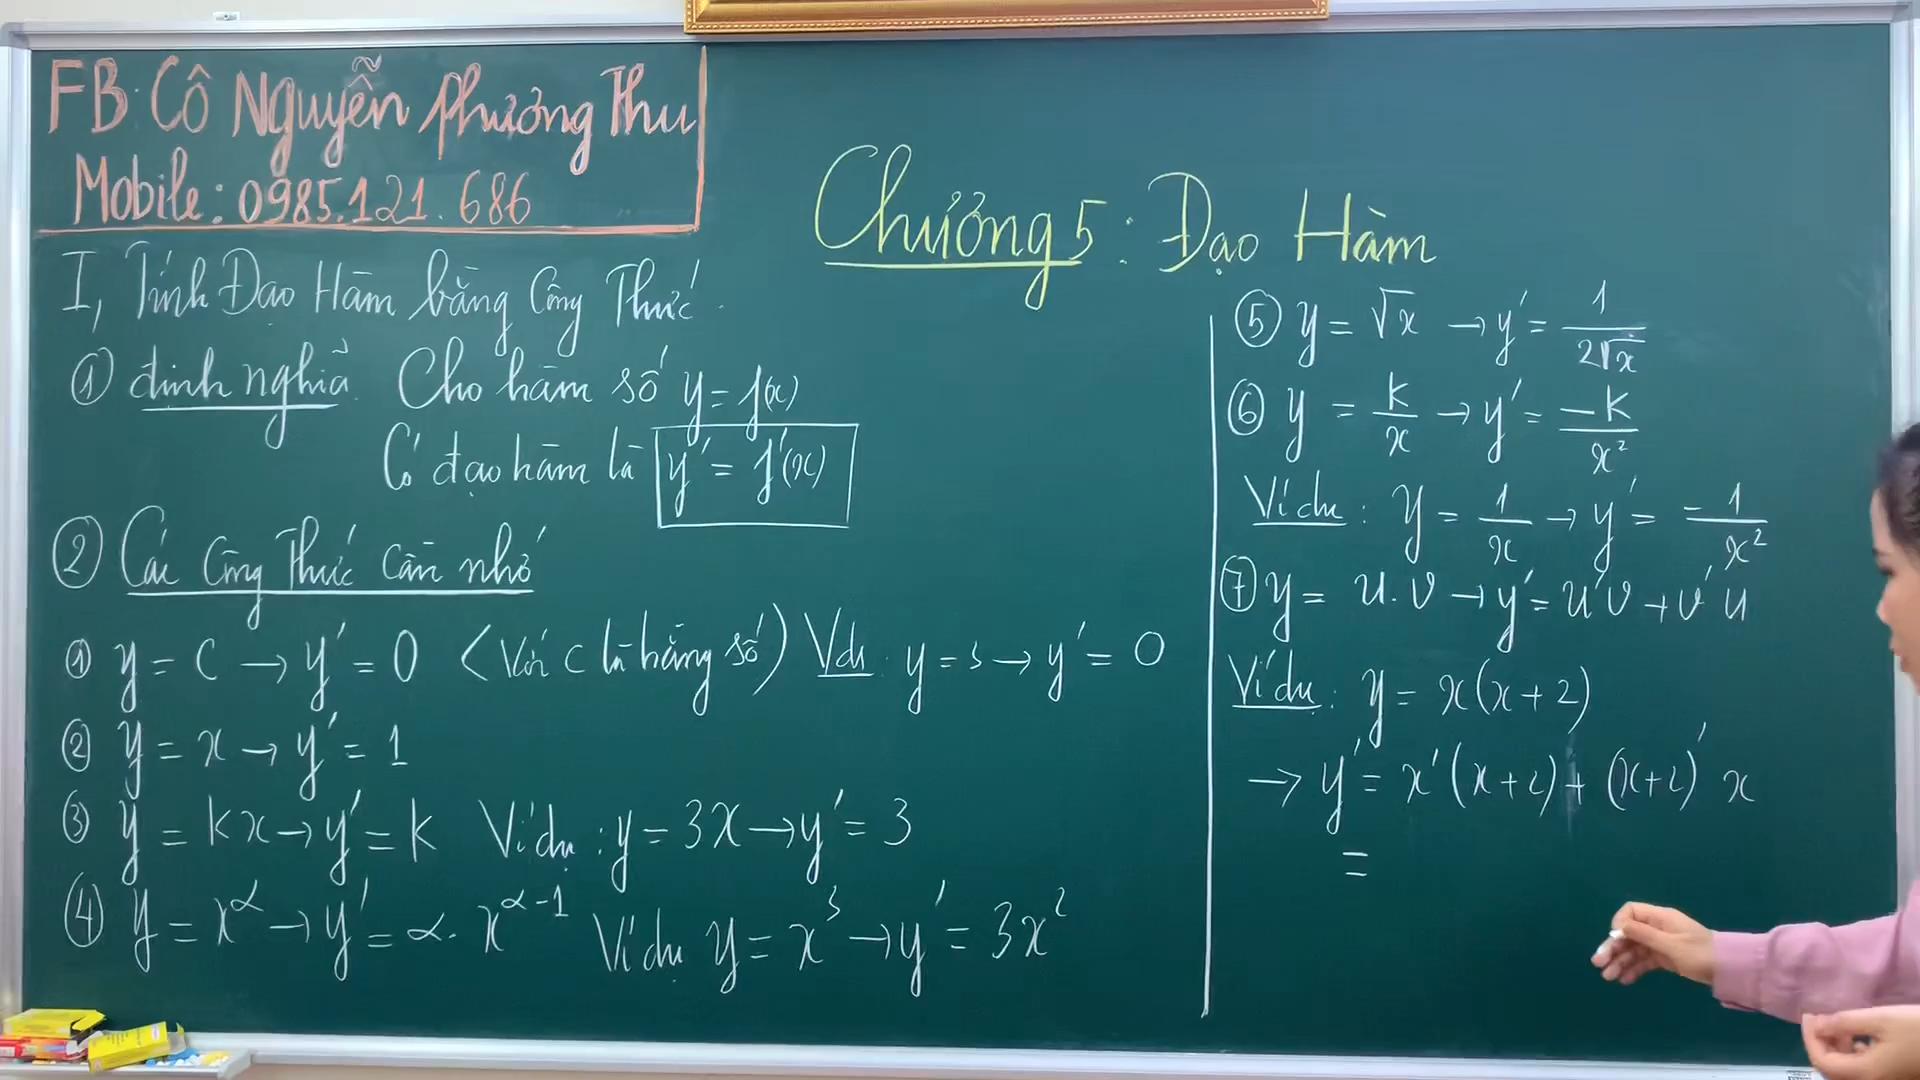 FB: Cô Nguyễn Phương Thu
Mobile: 0985.121.686
Chương 5: Đạo Hàm
I, Tính Đạo Hàm bằng Công Thức.
① định nghĩa. Cho hàm số y = f(x)
Có đạo hàm là y' = f'(x)
② Các Công Thức Cần nhớ
① y = C → y' = 0 (Với C là hằng số) Vdụ: y = 3 → y' = 0
② y = x → y' = 1
③ y = kx → y' = k Ví dụ: y = 3x → y' = 3
④ y = x^α → y' = α. x^(α-1) Ví dụ y = x³ → y' = 3x²
⑤ y = √x → y' = 1/(2√x)
⑥ y = k/x → y' = -k/x²
Ví dụ: y = 1/x → y' = -1/x²
⑦ y = u.v → y' = u'v + v'u
Ví dụ: y = x(x+2)
→ y' = x'(x+2) + (x+2)' x
=